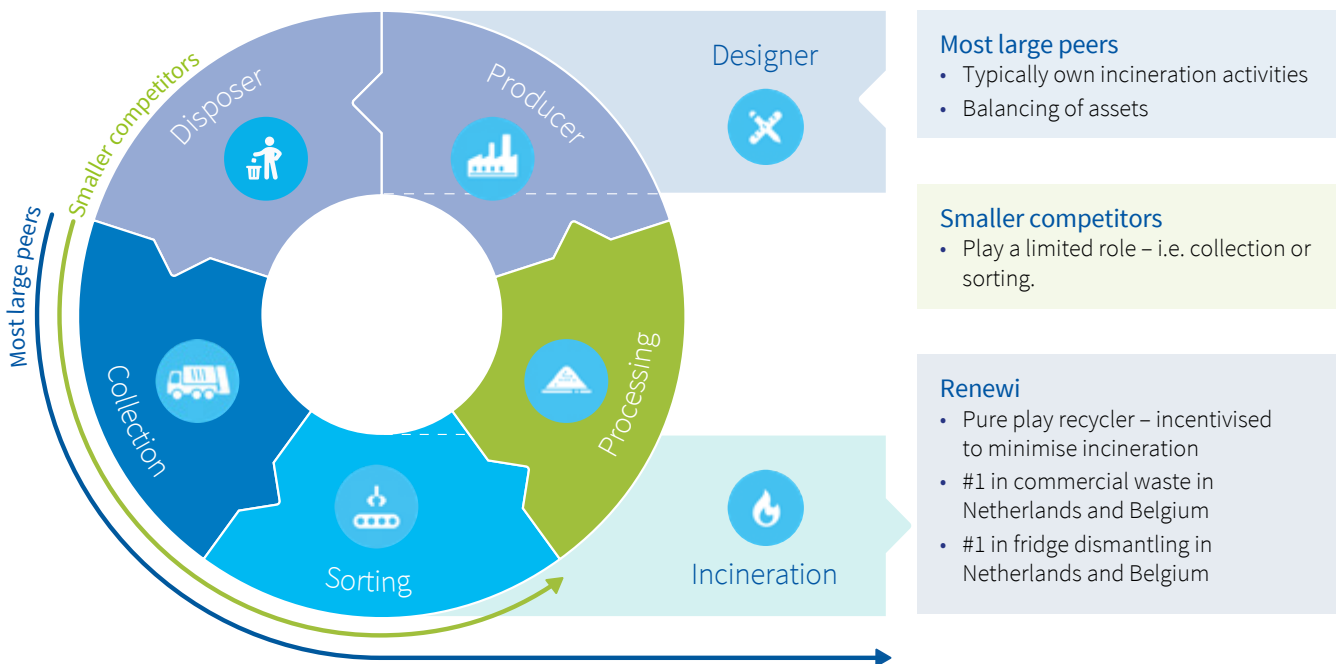 Smaller competitors
Most large peers
Disposer
Producer
Collection
Sorting
Processing
Designer
Incineration
Most large peers
• Typically own incineration activities
• Balancing of assets
Smaller competitors
• Play a limited role – i.e. collection or
sorting.
Renewi
• Pure play recycler – incentivised
to minimise incineration
• #1 in commercial waste in
Netherlands and Belgium
• #1 in fridge dismantling in
Netherlands and Belgium